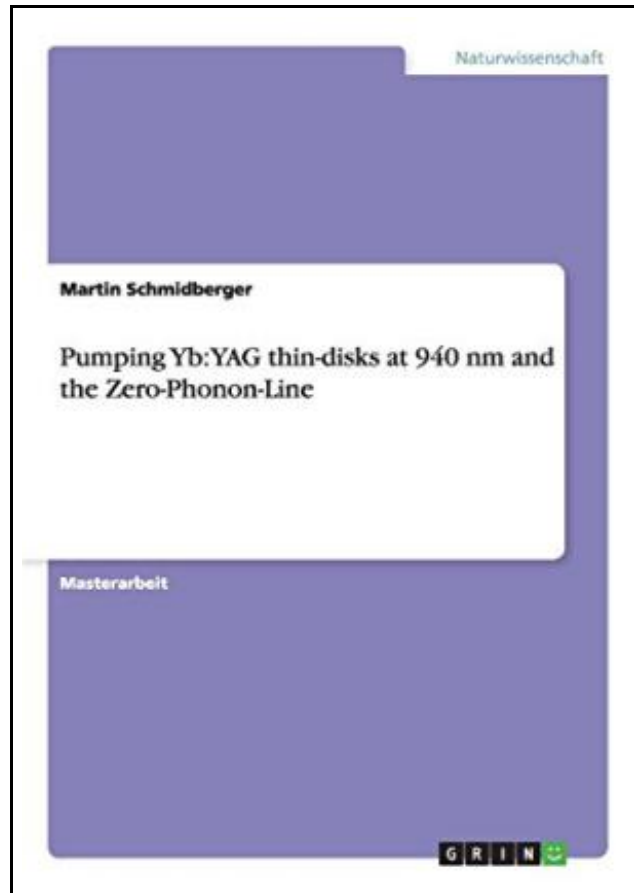 Naturwissenschaft
Martin Schmidberger
Pumping Yb:YAG thin-disks at 940 nm and
the Zero-Phonon-Line
Masterarbeit
GRIN